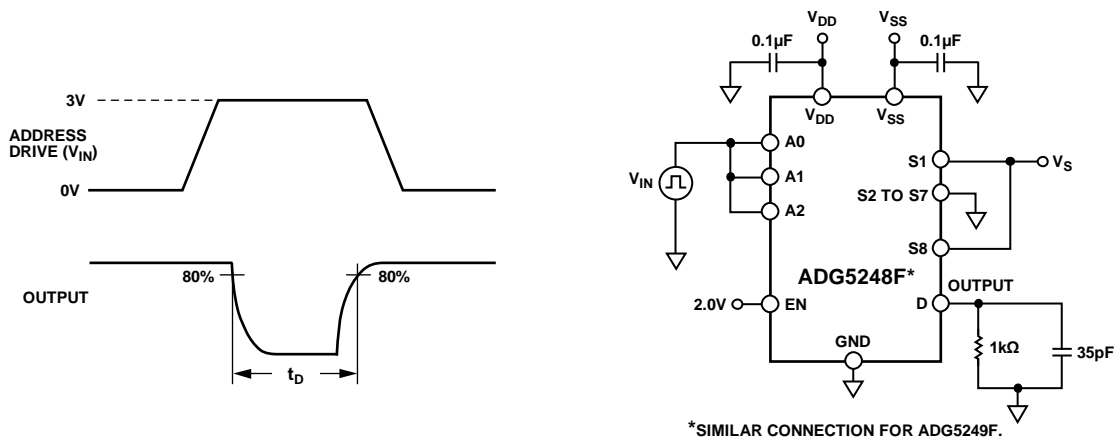 3V
ADDRESS
DRIVE (VIN)
0V
80%
80%
OUTPUT
tD
VDD
VSS
0.1µF
0.1µF
VDD
VSS
A0
A1
A2
VIN
S1
VS
S2 TO S7
S8
ADG5248F*
OUTPUT
2.0V
EN
D
GND
1kΩ
35pF
*SIMILAR CONNECTION FOR ADG5249F.